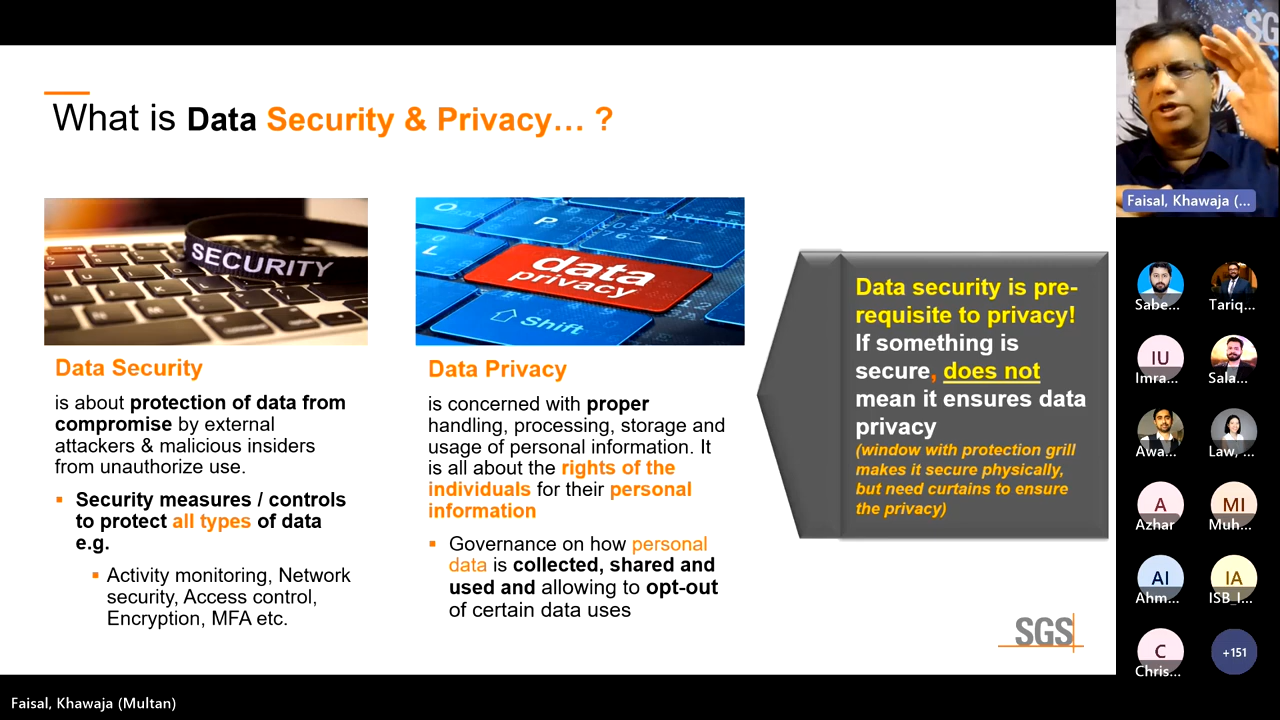 What is Data Security & Privacy... ?
SECURITY
Data Security
is about protection of data from
compromise by external
attackers & malicious insiders
from unauthorize use.
Security measures / controls
to protect all types of data
e.g.
Activity monitoring, Network
security, Access control,
Encryption, MFA etc.
O
P
L
data
privacy
Shift
Data Privacy
is concerned with proper
handling, processing, storage and
usage of personal information. It
is all about the rights of the
individuals for their personal
information
Governance on how personal
data is collected, shared and
used and allowing to opt-out
of certain data uses
Data security is pre-
requisite to privacy!
If something is
secure, does not
mean it ensures data
privacy
(window with protection grill
makes it secure physically,
but need curtains to ensure
the privacy)
SGS
SG
Faisal, Khawaja (...
Sabe...
Tariq...
IU
Imra...
Sala...
Awa...
Law, ...
A
Azhar
MI
Muh...
AI
Ahm...
IA
ISB_I...
C
Chris...
+151
Faisal, Khawaja (Multan)